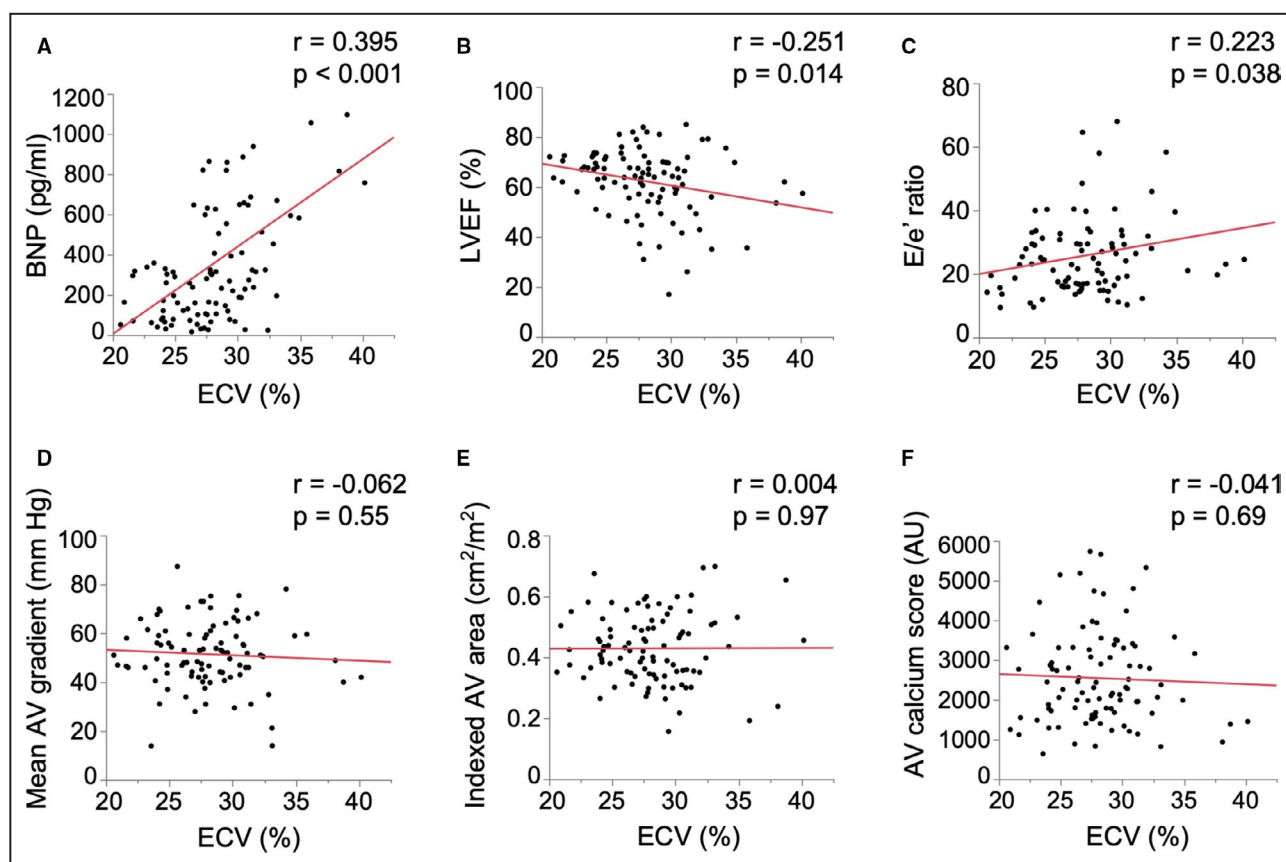 A
r = 0.395
p < 0.001
BNP (pg/ml)
1200
1000
800
600
400
200
0
20 25 30 35 40
ECV (%)
B
r = -0.251
p = 0.014
LVEF (%)
100
80
60
40
20
0
20 25 30 35 40
ECV (%)
C
r = 0.223
p = 0.038
E/e' ratio
80
60
40
20
0
20 25 30 35 40
ECV (%)
D
r = -0.062
p = 0.55
Mean AV gradient (mm Hg)
100
80
60
40
20
0
20 25 30 35 40
ECV (%)
E
r = 0.004
p = 0.97
Indexed AV area (cm²/m²)
0.8
0.6
0.4
0.2
0
20 25 30 35 40
ECV (%)
F
r = -0.041
p = 0.69
AV calcium score (AU)
6000
5000
4000
3000
2000
1000
0
20 25 30 35 40
ECV (%)